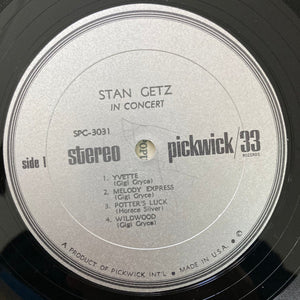 STAN GETZ
IN CONCERT
SPC-3031
side 1 stereo pickwick/33
RECORDS
1. YVETTE
(Gigi Gryce)
2. MELODY EXPRESS
(Gigi Gryce)
3. POTTER'S LUCK
(Horace Silver)
4. WILDWOOD
(Gigi Gryce)
A PRODUCT OF PICKWICK INT'L • MADE IN U.S.A.